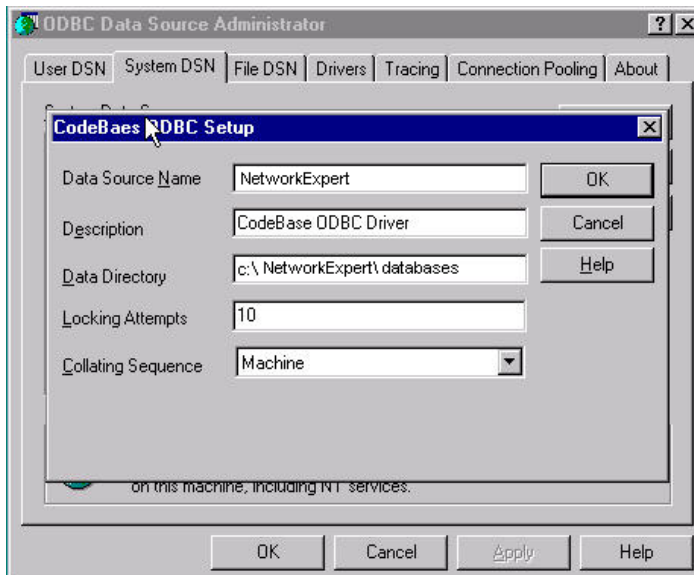 ODBC Data Source Administrator
User DSN System DSN File DSN Drivers Tracing Connection Pooling About
CodeBaes ODBC Setup
Data Source Name NetworkExpert OK
Description CodeBase ODBC Driver Cancel
Data Directory c:\ NetworkExpert\ databases Help
Locking Attempts 10
Collating Sequence Machine
on this machine, including NT services.
OK Cancel Apply Help